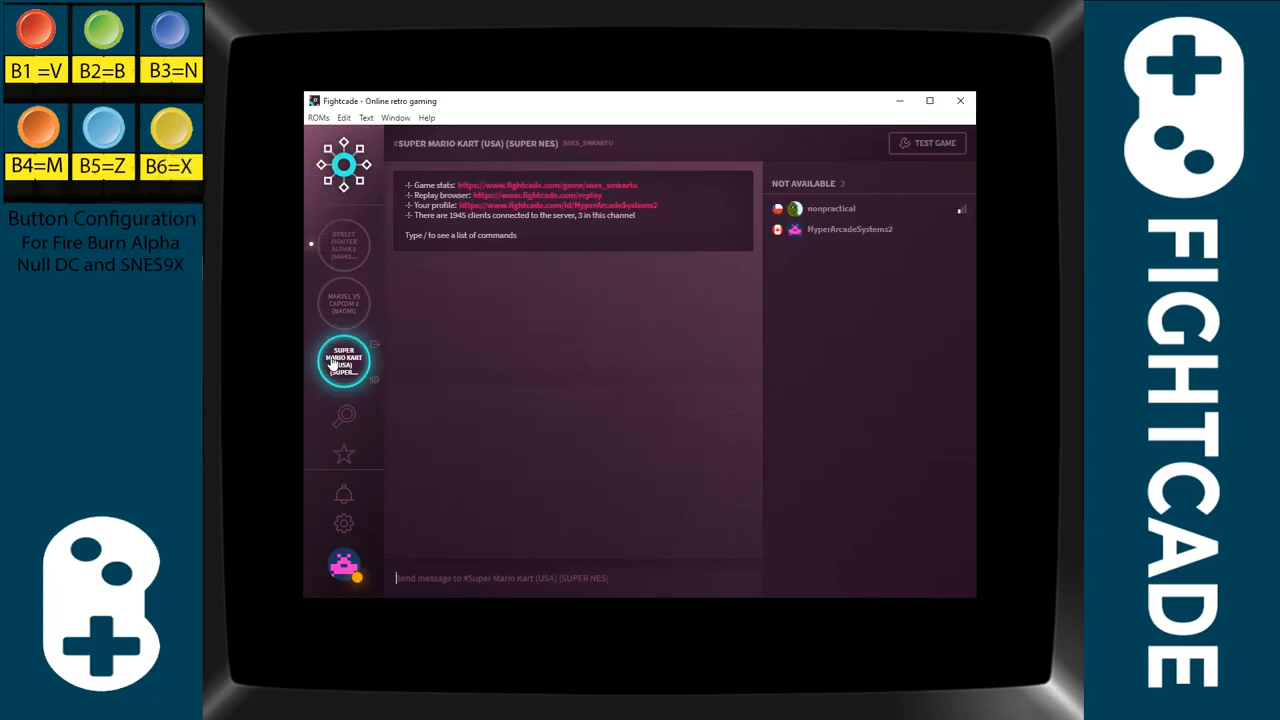 B1 =V
B2=B
B3=N
B4=M
B5=Z
B6=X
Button Configuration
For Fire Burn Alpha
Null DC and SNES9X
Fightcade - Online retro gaming
ROMs Edit Text Window Help
#SUPER MARIO KART (USA) [SUPER NES] SNES_SMKARTU
TEST GAME
-!- Game stats: https://www.fightcade.com/game/snes_smkartu
-!- Replay browser: https://www.fightcade.com/replay
-!- Your profile: https://www.fightcade.com/id/HyperArcadeSystems2
-!- There are 1945 clients connected to the server, 3 in this channel
Type / to see a list of commands
NOT AVAILABLE 2
nonpractical
HyperArcadeSystems2
STREET
FIGHTER
ALPHA 2
MARVEL VS
CAPCOM 2
(NAOMI)
SUPER
MARIO KART
(USA)
[SUPER...
Send message to #Super Mario Kart (USA) [SUPER NES]
FIGHTCADE